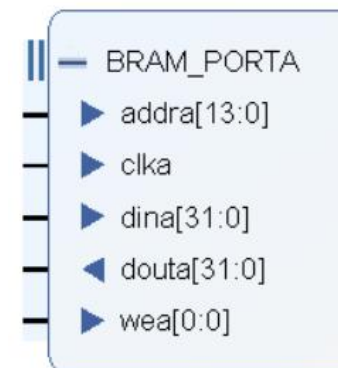 BRAM_PORTA
addra[13:0]
clka
dina[31:0]
douta[31:0]
wea[0:0]